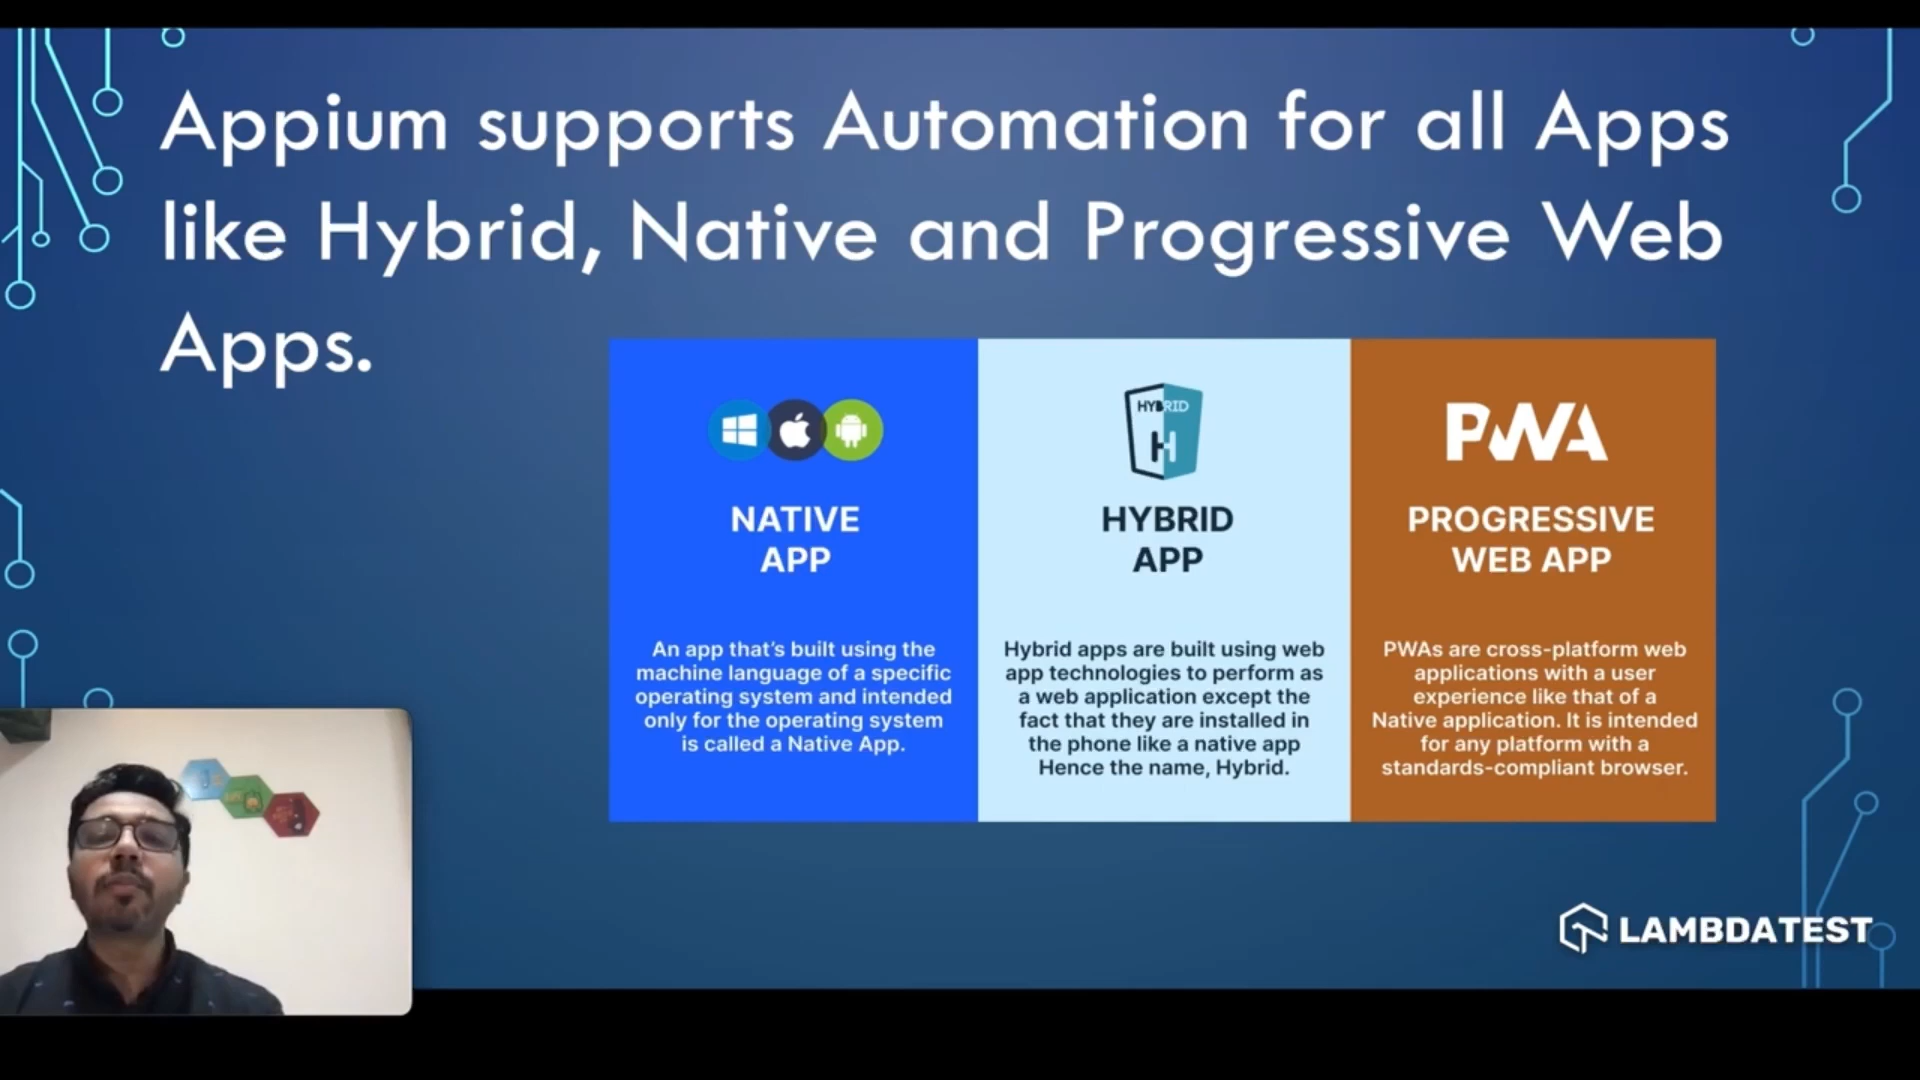 Appium supports Automation for all Apps
like Hybrid, Native and Progressive Web
Apps.
NATIVE
APP
An app that's built using the
machine language of a specific
operating system and intended
only for the operating system
is called a Native App.
HYBRID
H
HYBRID
APP
Hybrid apps are built using web
app technologies to perform as
a web application except the
fact that they are installed in
the phone like a native app
Hence the name, Hybrid.
PWA
PROGRESSIVE
WEB APP
PWAs are cross-platform web
applications with a user
experience like that of a
Native application. It is intended
for any platform with a
standards-compliant browser.
LAMBDATEST